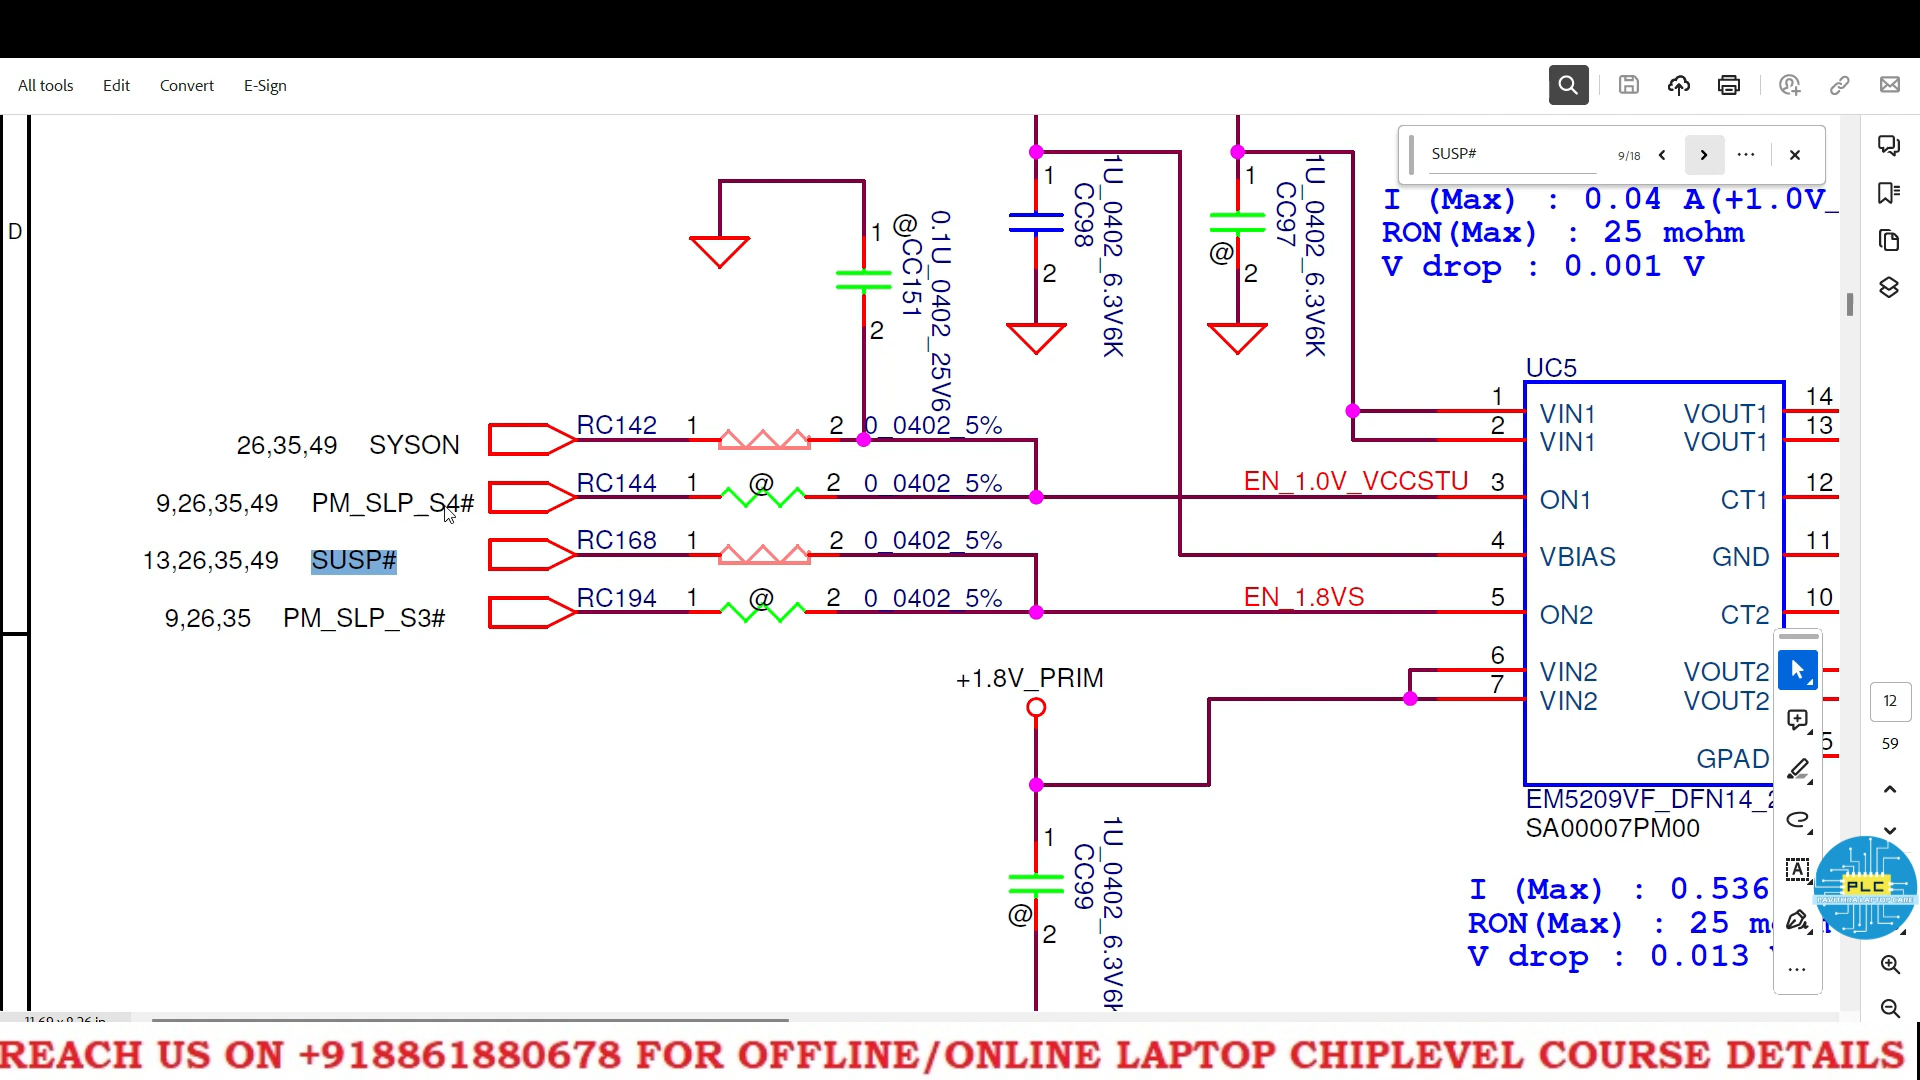 All tools Edit Convert E-Sign
SUSP# 9/18 ...
I (Max) : 0.04 A(+1.0V_
RON(Max) : 25 mohm
V drop : 0.001 V
D
1 @ CC151 0.1U_0402_25V6
2
1 CC98 1U_0402_6.3V6K
2
1 CC97 1U_0402_6.3V6K
@ 2
UC5
26,35,49 SYSON RC142 1 2 0_0402_5%
9,26,35,49 PM_SLP_S4# RC144 1 @ 2 0_0402_5%
13,26,35,49 SUSP# RC168 1 2 0_0402_5%
9,26,35 PM_SLP_S3# RC194 1 @ 2 0_0402_5%
EN_1.0V_VCCSTU
EN_1.8VS
1 VIN1 VOUT1 14
2 VIN1 VOUT1 13
3 ON1 CT1 12
4 VBIAS GND 11
5 ON2 CT2 10
6 VIN2 VOUT2
7 VIN2 VOUT2
GPAD
EM5209VF_DFN14_
SA00007PM00
+1.8V_PRIM
1 CC99 1U_0402_6.3V6K
@ 2
I (Max) : 0.536
RON(Max) : 25 m
V drop : 0.013
12
59
PLC
PAVITHRA LAPTOP CARE
REACH US ON +918861880678 FOR OFFLINE/ONLINE LAPTOP CHIPLEVEL COURSE DETAILS